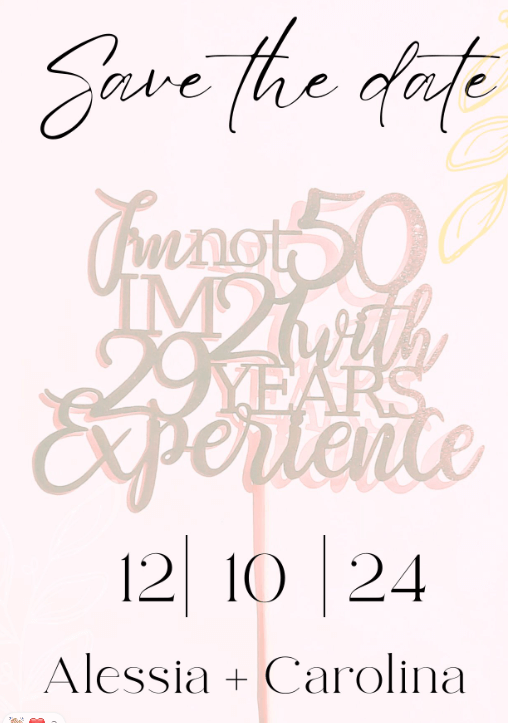 Save the date
I'm not 50
IM 21 with
29 YEARS
Experience
12| 10 |24
Alessia + Carolina